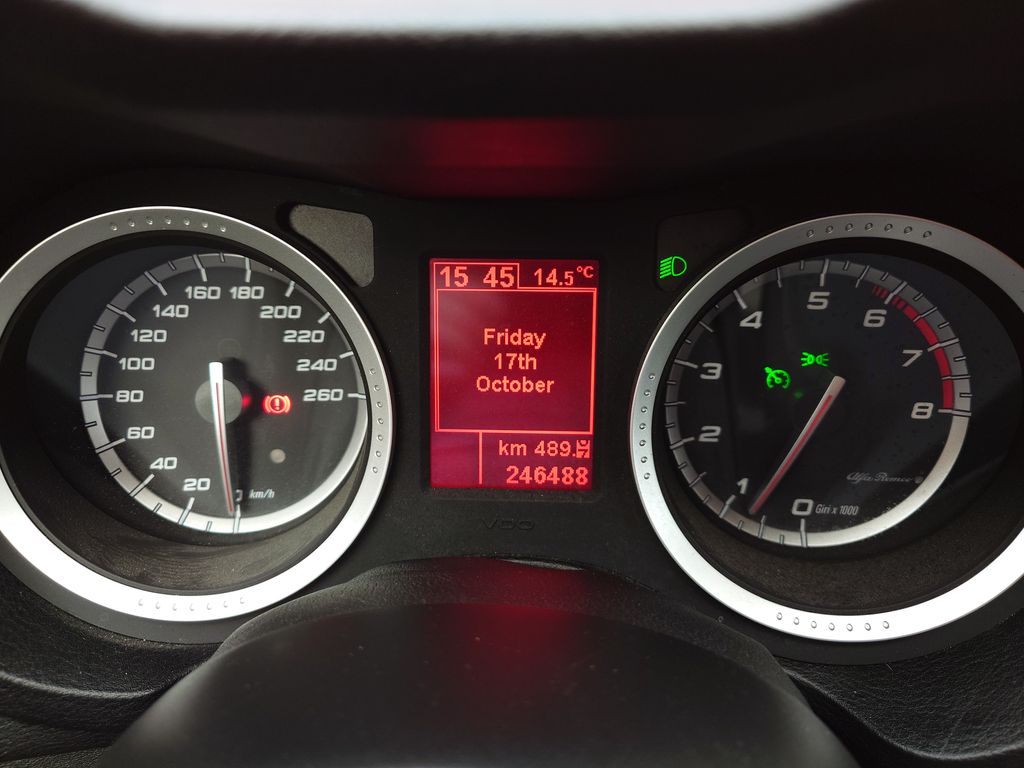 160 180
140 200
120 220
100 240
80 260
60
40
20
0 km/h
15 45 14.5°C
Friday
17th
October
km 489.
246488
VDO
5
4 6
3 7
2 8
1 0 Giri x 1000
Alfa Romeo